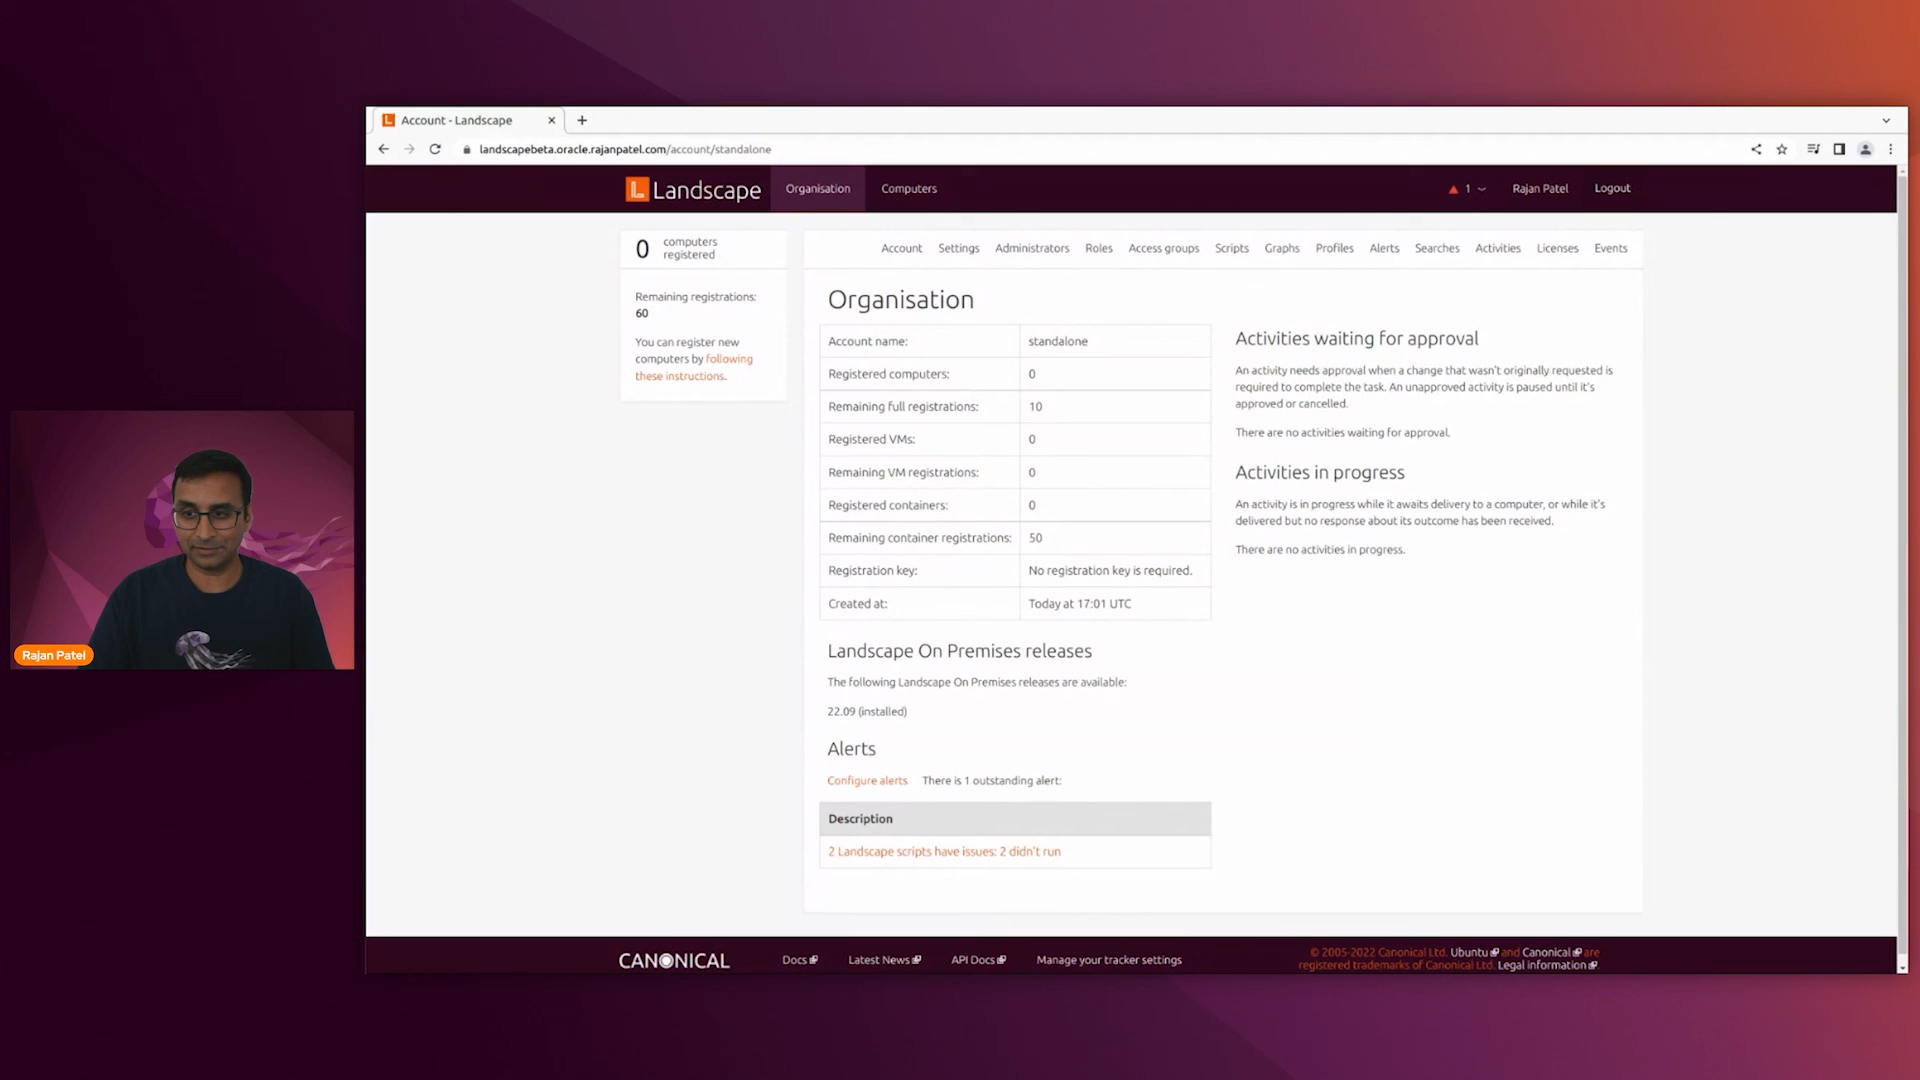 Account - Landscape
landscapebeta.oracle.rajanpatel.com/account/standalone
Landscape
Organisation
Computers
1
Rajan Patel
Logout
0 computers
registered
Remaining registrations:
60
You can register new
computers by following
these instructions.
Account Settings Administrators Roles Access groups Scripts Graphs Profiles Alerts Searches Activities Licenses Events
Organisation
Account name: standalone
Registered computers: 0
Remaining full registrations: 10
Registered VMs: 0
Remaining VM registrations: 0
Registered containers: 0
Remaining container registrations: 50
Registration key: No registration key is required.
Created at: Today at 17:01 UTC
Landscape On Premises releases
The following Landscape On Premises releases are available:
22.09 (installed)
Alerts
Configure alerts There is 1 outstanding alert:
Description
2 Landscape scripts have issues: 2 didn't run
Activities waiting for approval
An activity needs approval when a change that wasn't originally requested is
required to complete the task. An unapproved activity is paused until it's
approved or cancelled.
There are no activities waiting for approval.
Activities in progress
An activity is in progress while it awaits delivery to a computer, or while it's
delivered but no response about its outcome has been received.
There are no activities in progress.
Rajan Patel
CANONICAL
Docs
Latest News
API Docs
Manage your tracker settings
© 2005-2022 Canonical Ltd. Ubuntu and Canonical are
registered trademarks of Canonical Ltd. Legal information